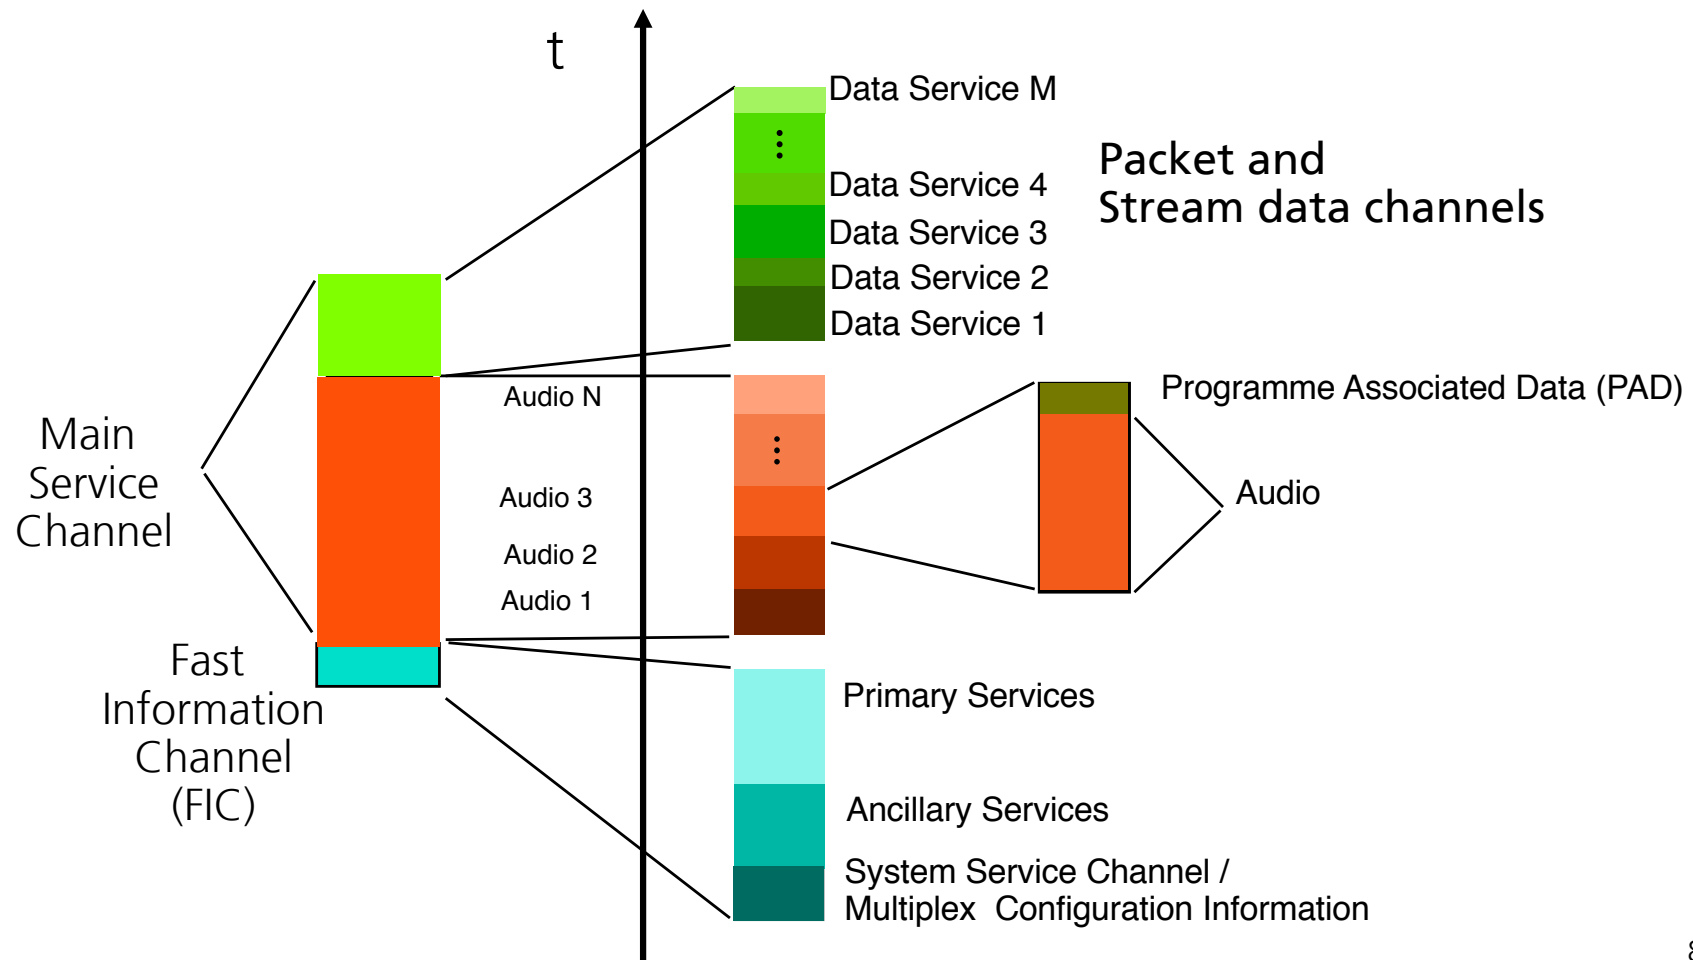 t
Data Service M
Data Service 4
Data Service 3
Data Service 2
Data Service 1
Packet and
Stream data channels
Audio N
Audio 3
Audio 2
Audio 1
Programme Associated Data (PAD)
Audio
Main
Service
Channel
Fast
Information
Channel
(FIC)
Primary Services
Ancillary Services
System Service Channel /
Multiplex Configuration Information